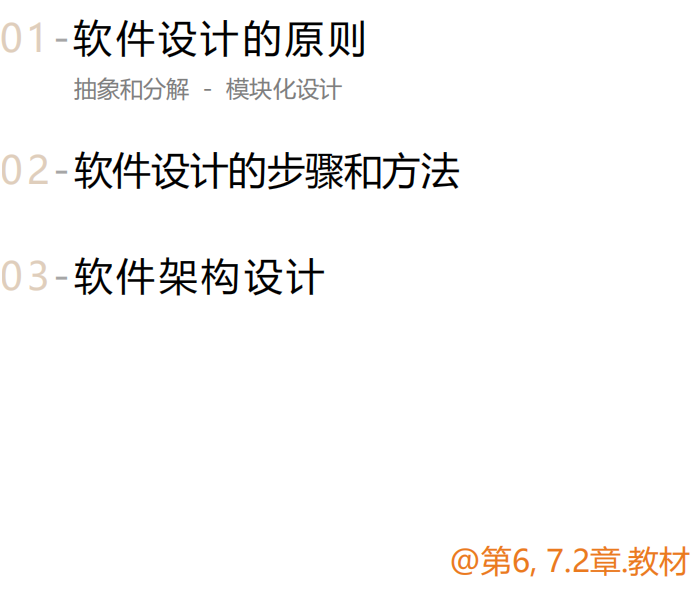 01-软件设计的原则
抽象和分解 - 模块化设计
02-软件设计的步骤和方法
03-软件架构设计
@第6, 7.2章.教材